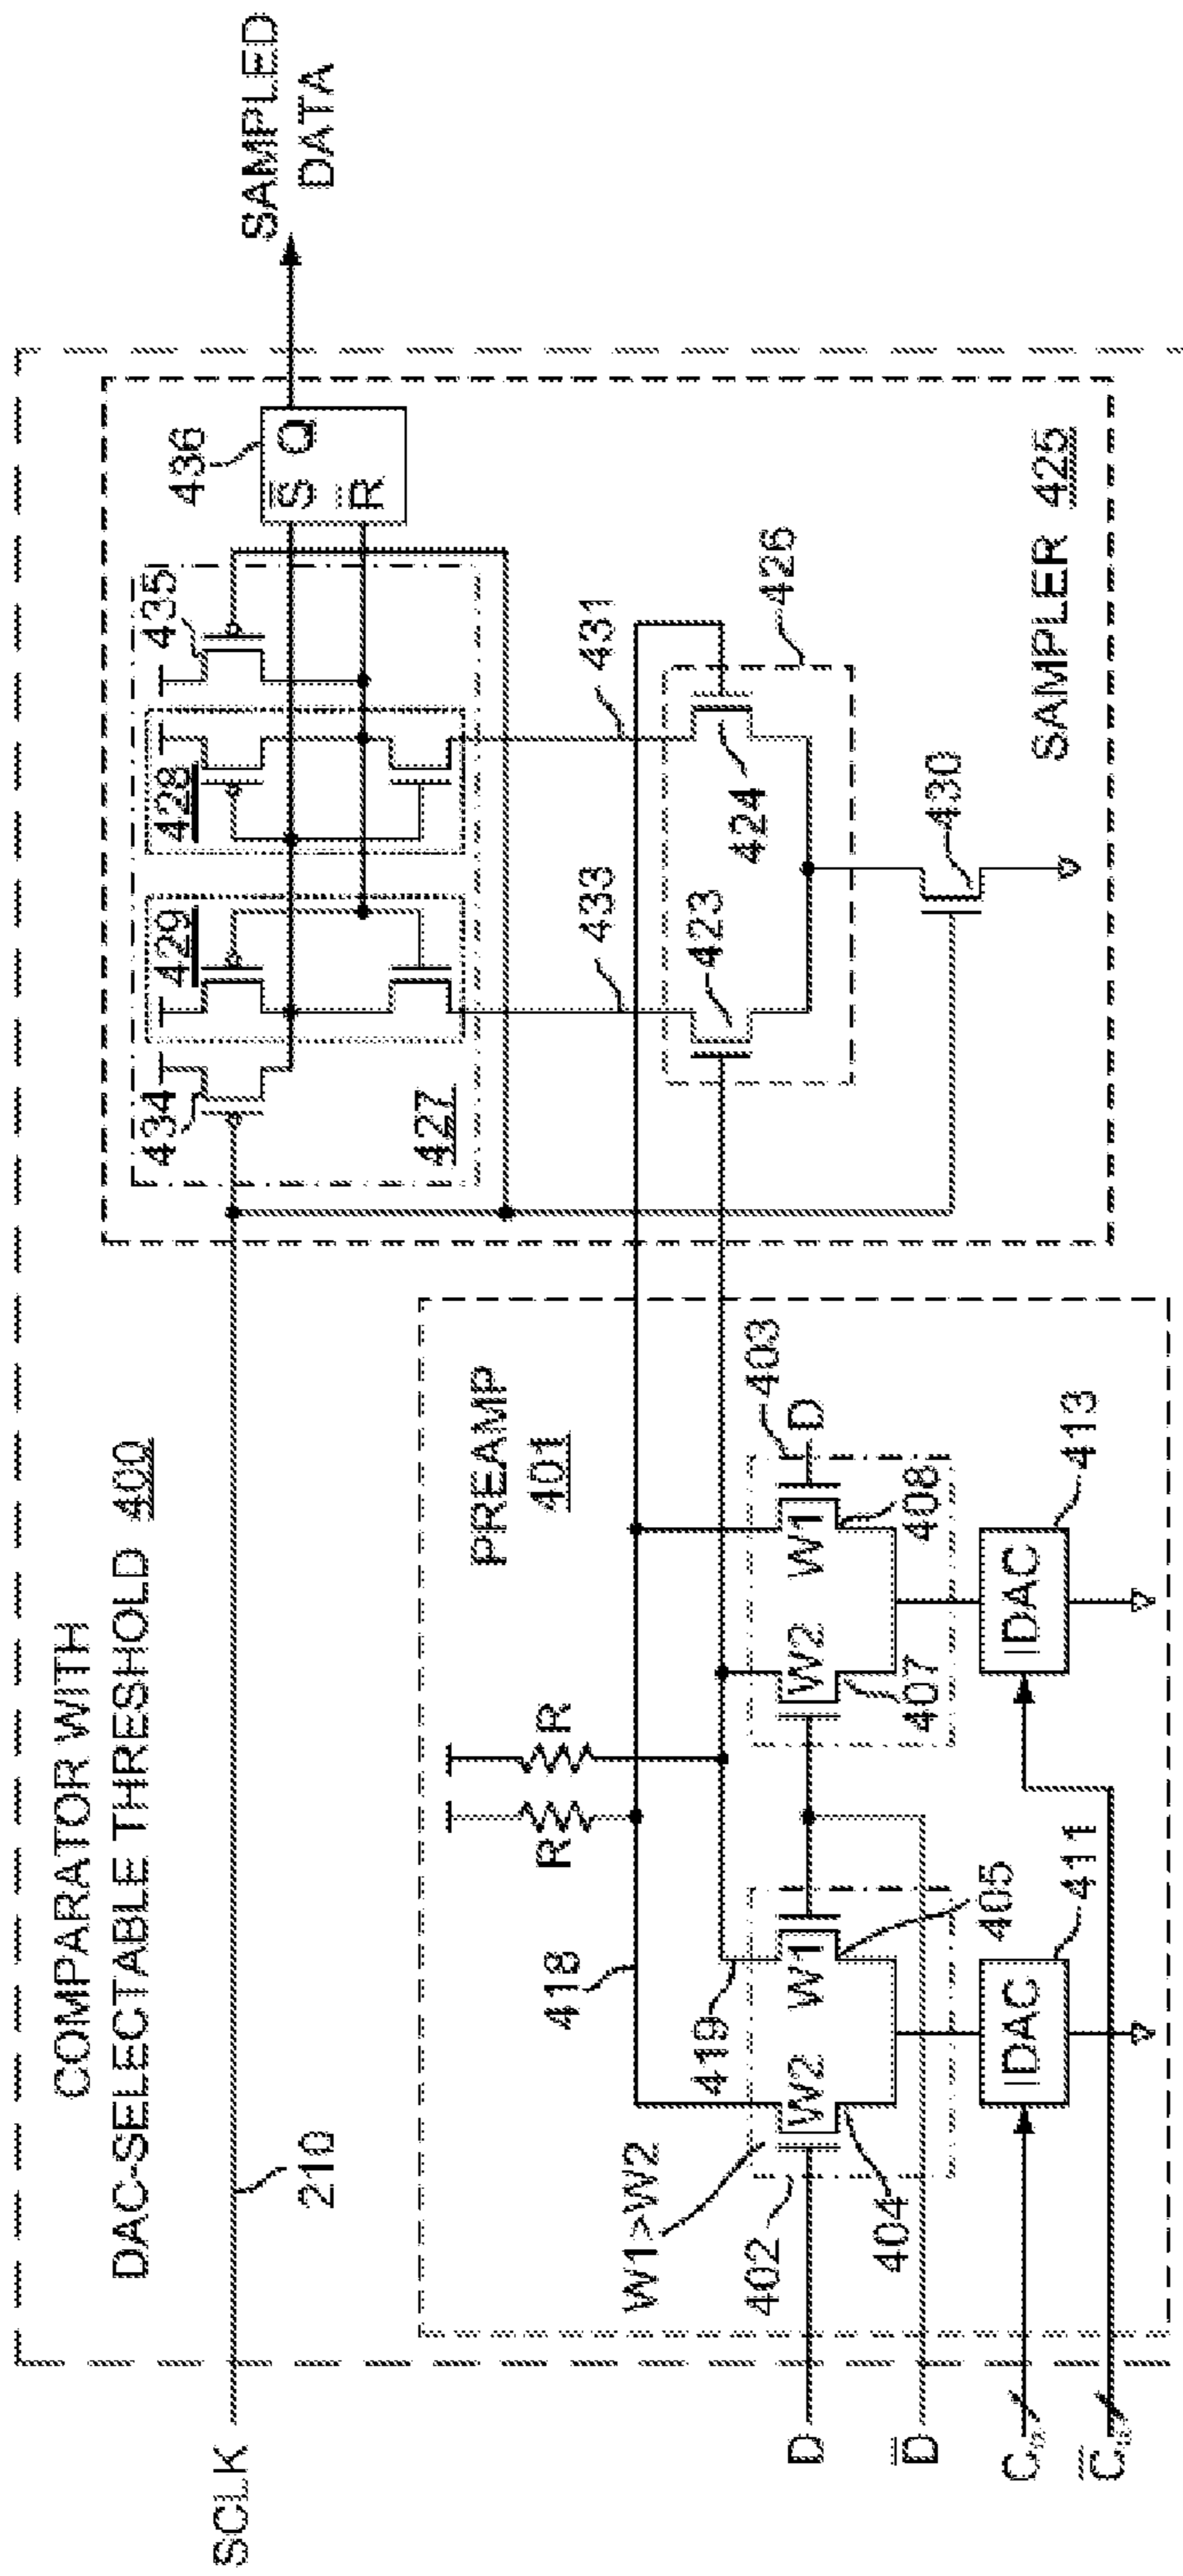 COMPARATOR WITH
DAC-SELECTABLE THRESHOLD 400
SCLK
210
SAMPLED
DATA
434
429
428
435
436
S̅ Q
R̅
427
433
431
426
423
424
430
SAMPLER 425
PREAMP
401
R
R
418
419
W1>W2
402
404
W2
W1
405
403
W2
W1
D
407
408
411
413
IDAC
IDAC
D
D̅